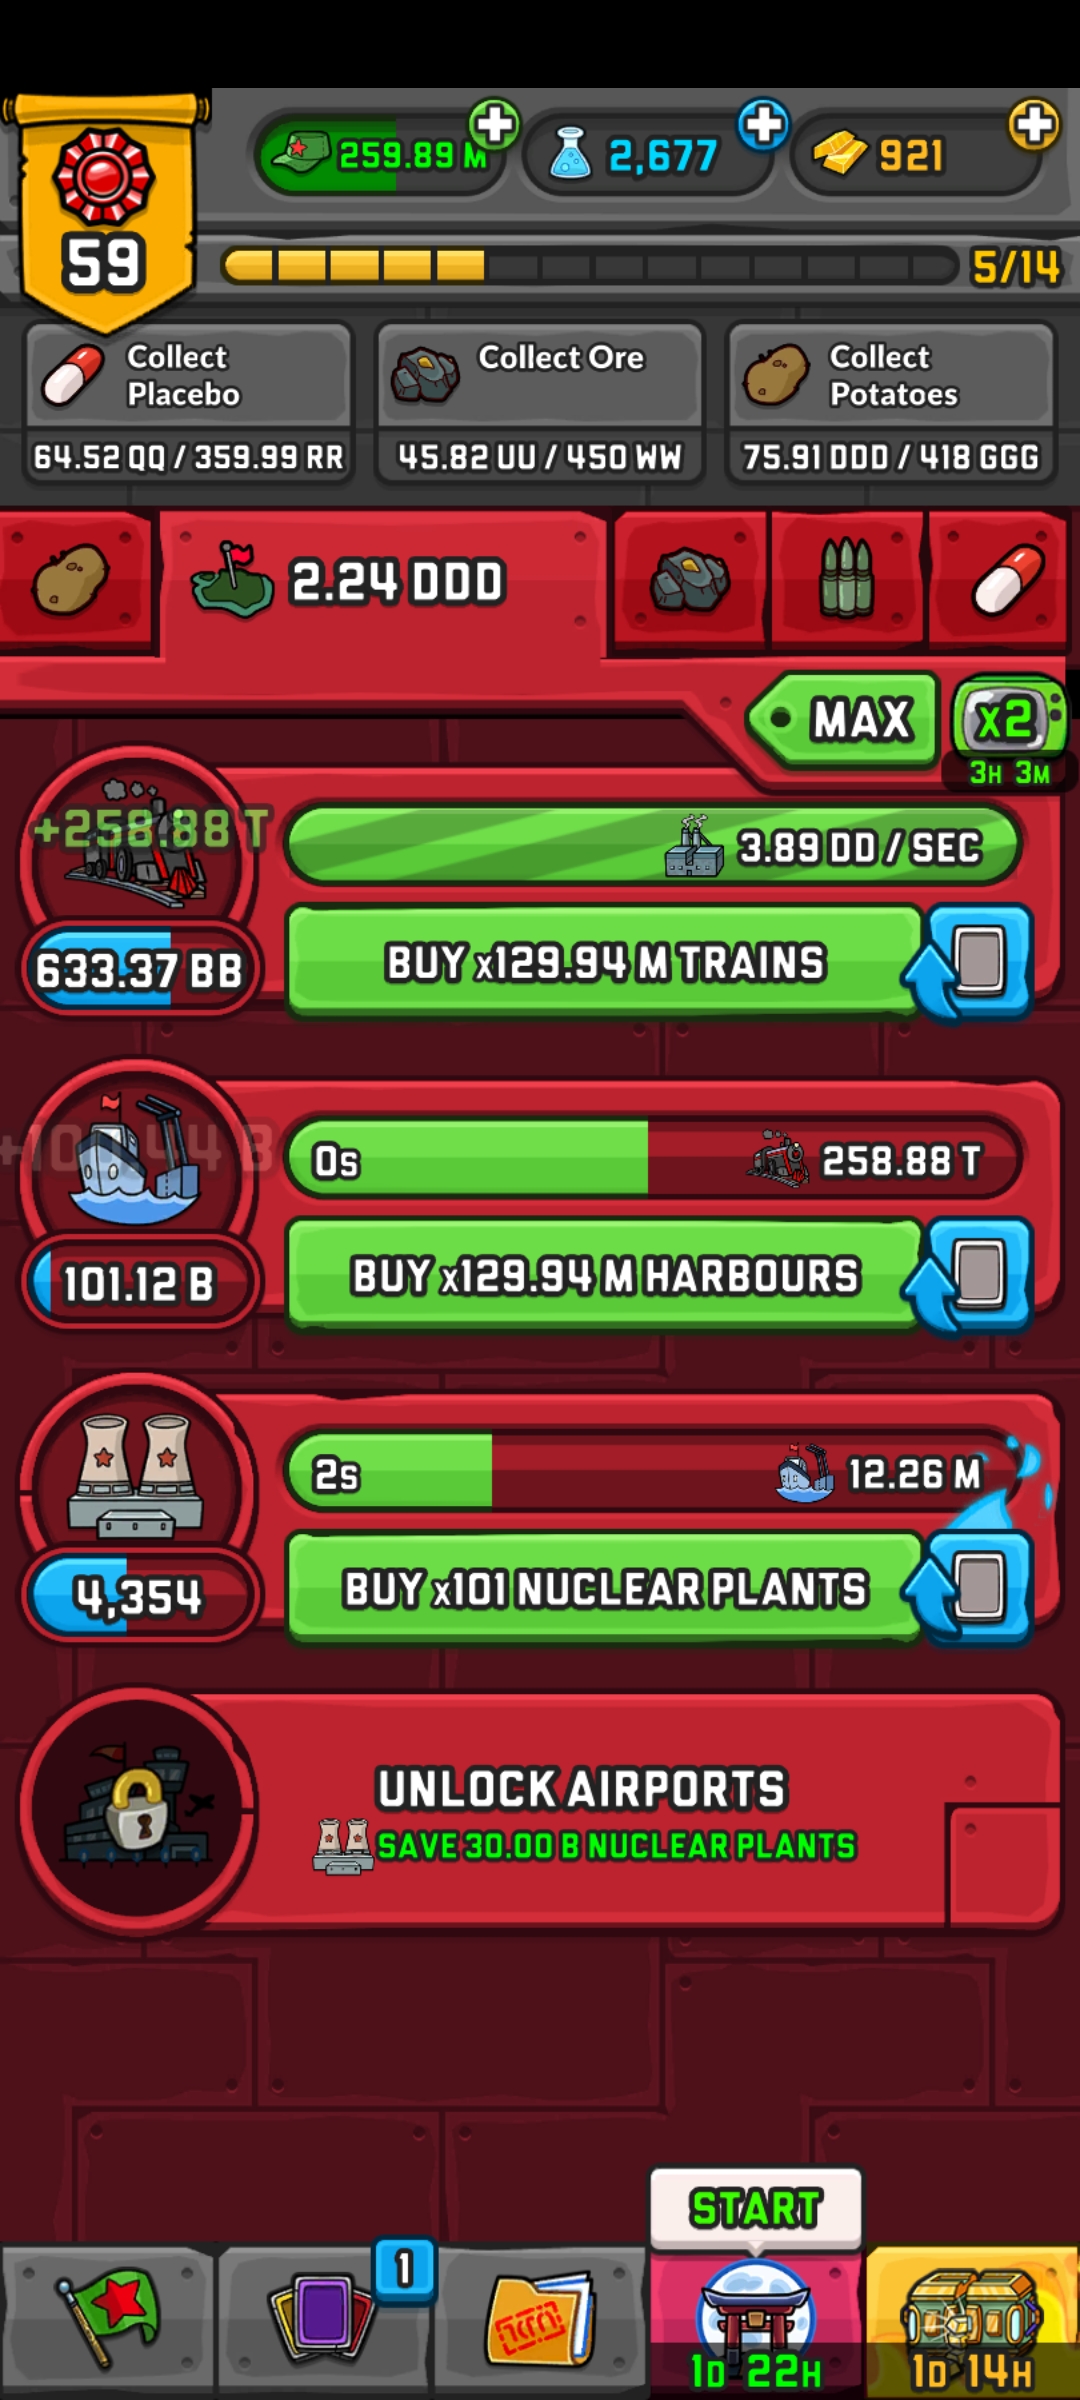 259.89 M
2,677
921
59
5/14
Collect
Placebo
64.52 QQ / 359.99 RR
Collect Ore
45.82 UU / 450 WW
Collect
Potatoes
75.91 DDD / 418 GGG
2.24 DDD
MAX
x2
3H 3M
+258.88 T
3.89 DD / SEC
633.37 BB
BUY x129.94 M TRAINS
0s
258.88 T
101.12 B
BUY x129.94 M HARBOURS
2s
12.26 M
4,354
BUY x101 NUCLEAR PLANTS
UNLOCK AIRPORTS
SAVE 30.00 B NUCLEAR PLANTS
START
1
1D 22H
1D 14H